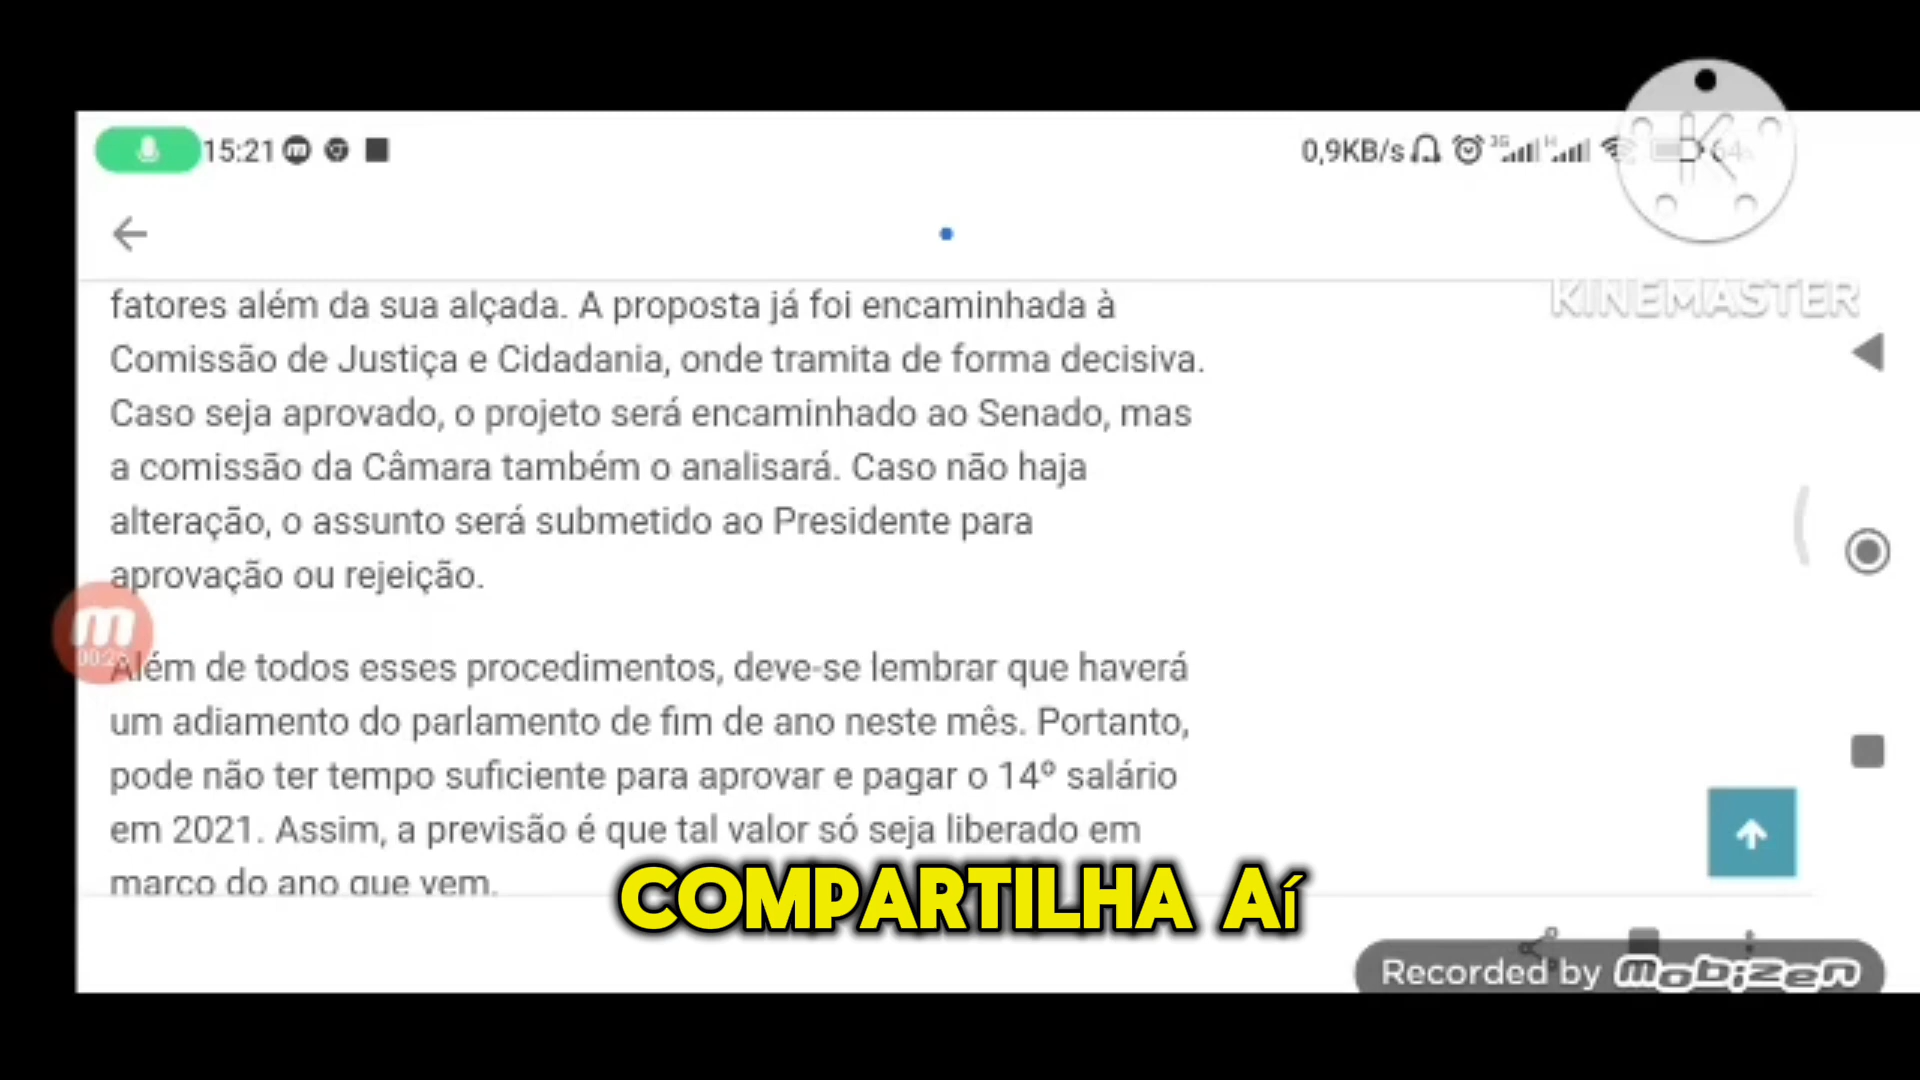 15:21
0,9KB/s
3G
H
64
KINEMASTER
fatores além da sua alçada. A proposta já foi encaminhada à
Comissão de Justiça e Cidadania, onde tramita de forma decisiva.
Caso seja aprovado, o projeto será encaminhado ao Senado, mas
a comissão da Câmara também o analisará. Caso não haja
alteração, o assunto será submetido ao Presidente para
aprovação ou rejeição.
Além de todos esses procedimentos, deve-se lembrar que haverá
um adiamento do parlamento de fim de ano neste mês. Portanto,
pode não ter tempo suficiente para aprovar e pagar o 14º salário
em 2021. Assim, a previsão é que tal valor só seja liberado em
março do ano que vem.
COMPARTILHA Aí
Recorded by mobizen